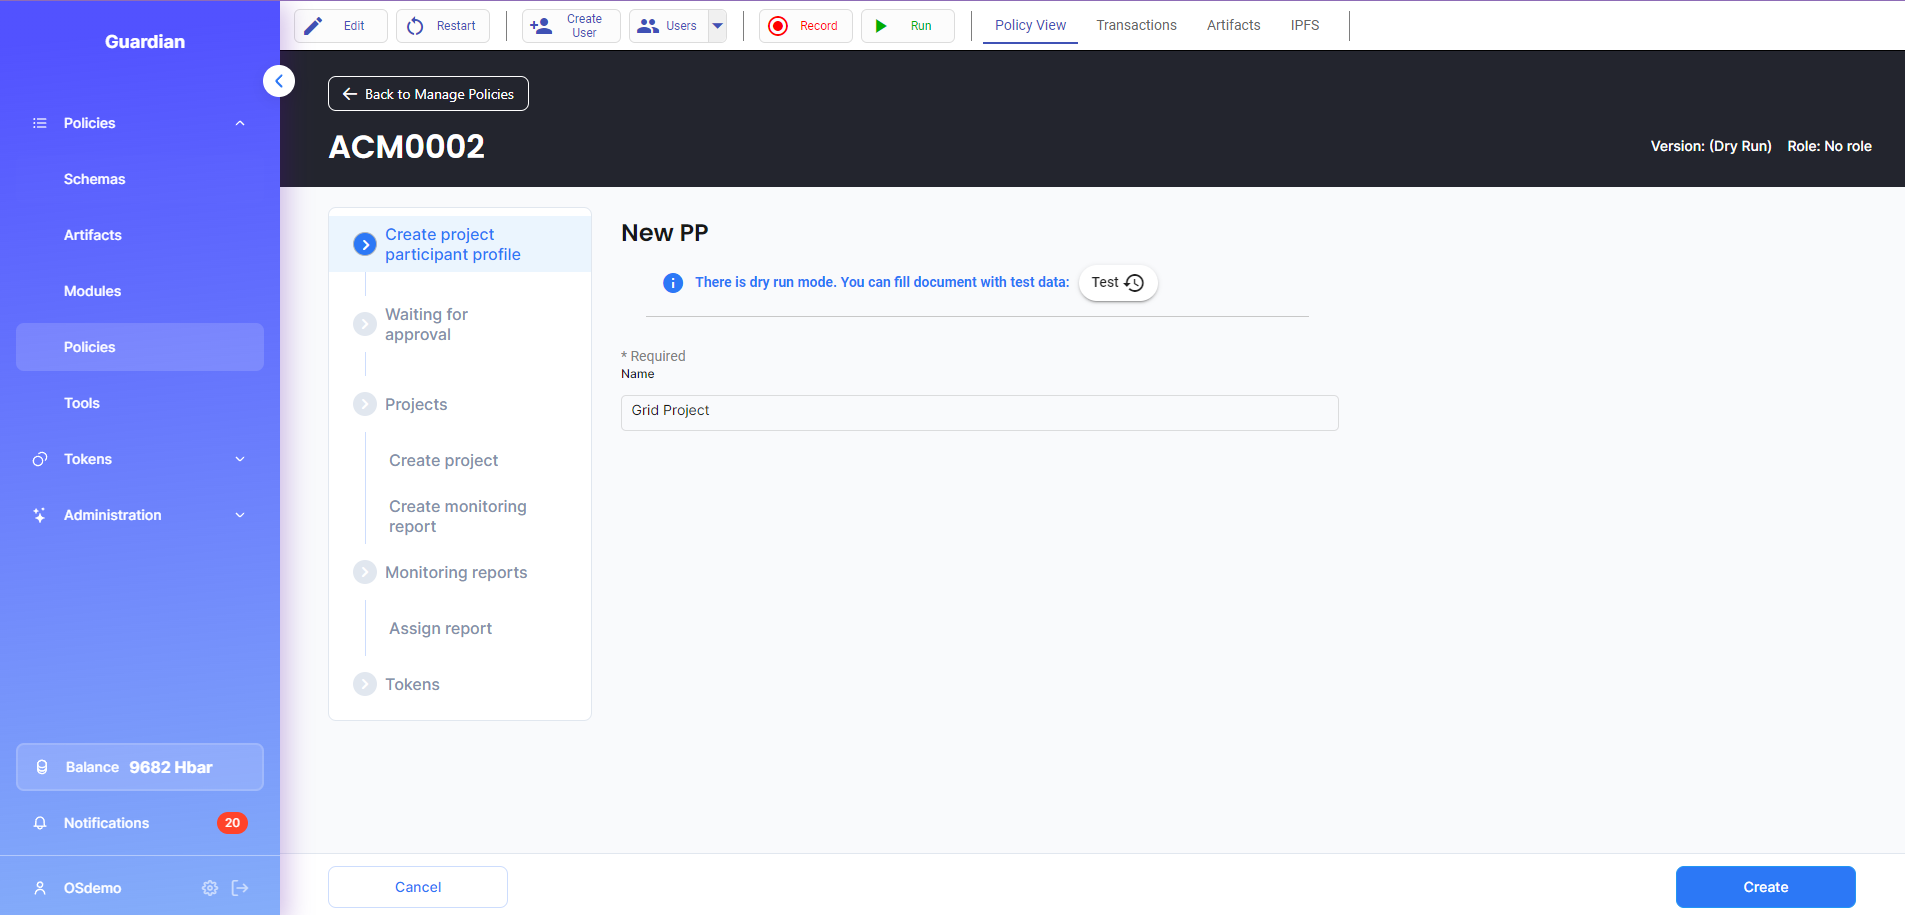 Guardian
Policies
Schemas
Artifacts
Modules
Policies
Tools
Tokens
Administration
Balance 9682 Hbar
Notifications 20
OSdemo
Edit
Restart
Create
User
Users
Record
Run
Policy View
Transactions
Artifacts
IPFS
Back to Manage Policies
ACM0002
Version: (Dry Run) Role: No role
Create project
participant profile
Waiting for
approval
Projects
Create project
Create monitoring
report
Monitoring reports
Assign report
Tokens
New PP
There is dry run mode. You can fill document with test data:
Test
* Required
Name
Grid Project
Cancel
Create